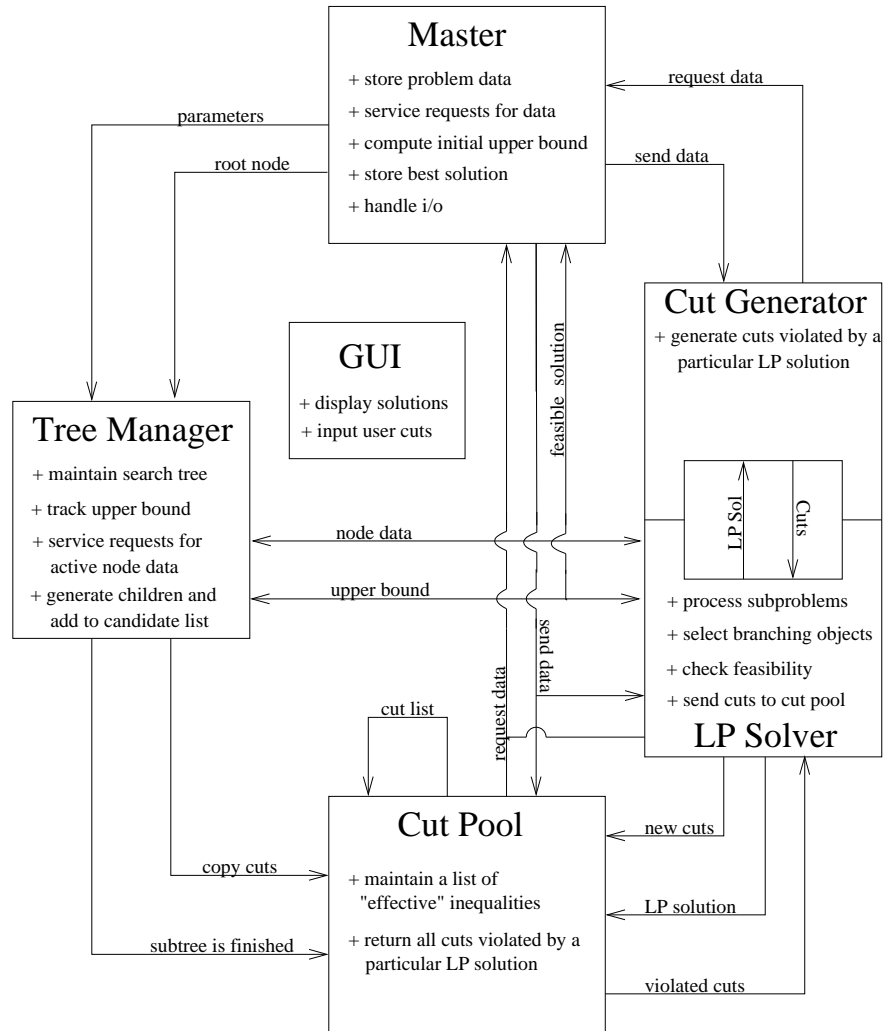 Master
+ store problem data
+ service requests for data
+ compute initial upper bound
+ store best solution
+ handle i/o
request data
send data
parameters
root node
Cut Generator
+ generate cuts violated by a
particular LP solution
GUI
+ display solutions
+ input user cuts
feasible solution
Tree Manager
+ maintain search tree
+ track upper bound
+ service requests for
active node data
+ generate children and
add to candidate list
node data
upper bound
LP Sol
Cuts
+ process subproblems
+ select branching objects
+ check feasibility
+ send cuts to cut pool
LP Solver
send data
request data
cut list
Cut Pool
+ maintain a list of
"effective" inequalities
+ return all cuts violated by a
particular LP solution
new cuts
LP solution
violated cuts
copy cuts
subtree is finished